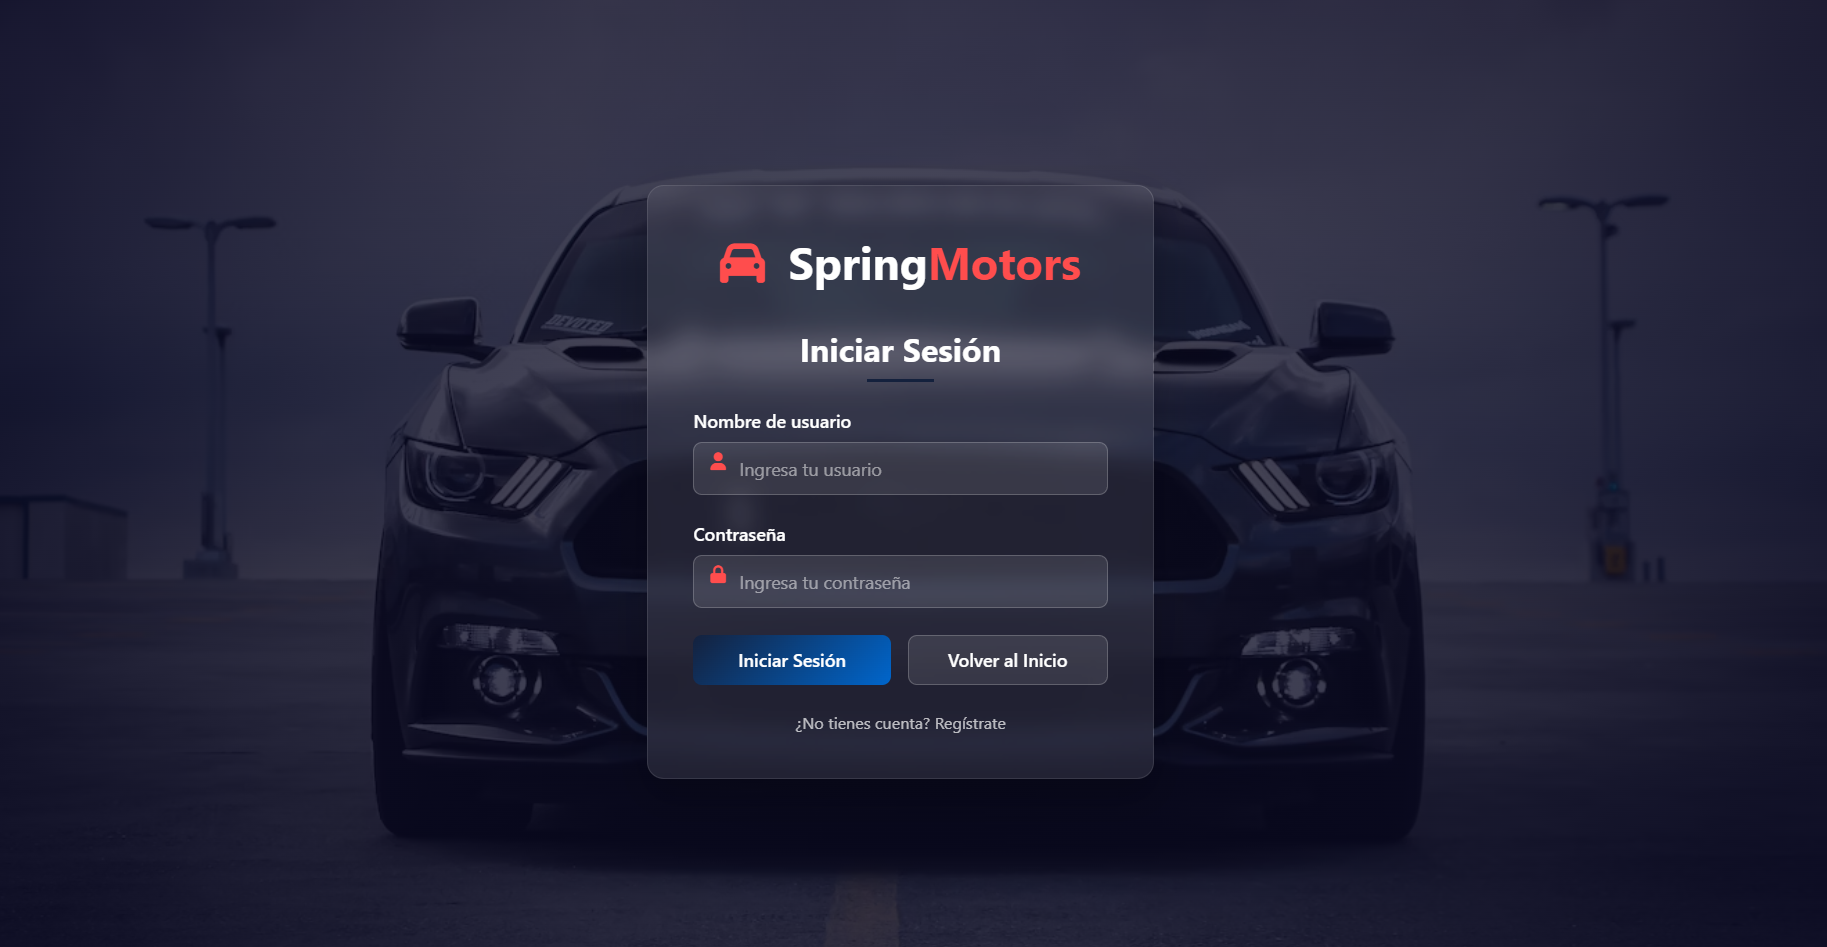 SpringMotors
DEVOTED
Iniciar Sesión
Nombre de usuario
Ingresa tu usuario
Contraseña
Ingresa tu contraseña
Iniciar Sesión
Volver al Inicio
¿No tienes cuenta? Regístrate